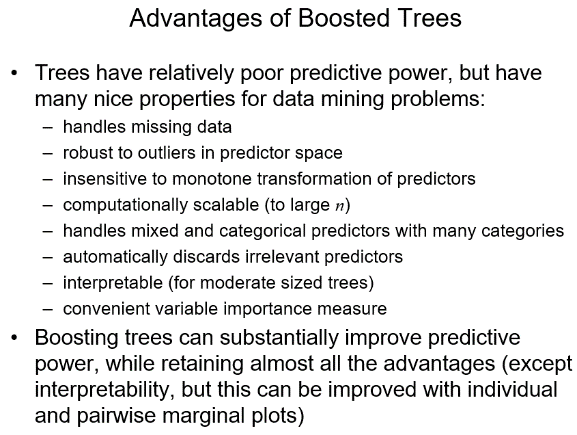 Advantages of Boosted Trees
• Trees have relatively poor predictive power, but have
many nice properties for data mining problems:
– handles missing data
– robust to outliers in predictor space
– insensitive to monotone transformation of predictors
– computationally scalable (to large n)
– handles mixed and categorical predictors with many categories
– automatically discards irrelevant predictors
– interpretable (for moderate sized trees)
– convenient variable importance measure
• Boosting trees can substantially improve predictive
power, while retaining almost all the advantages (except
interpretability, but this can be improved with individual
and pairwise marginal plots)